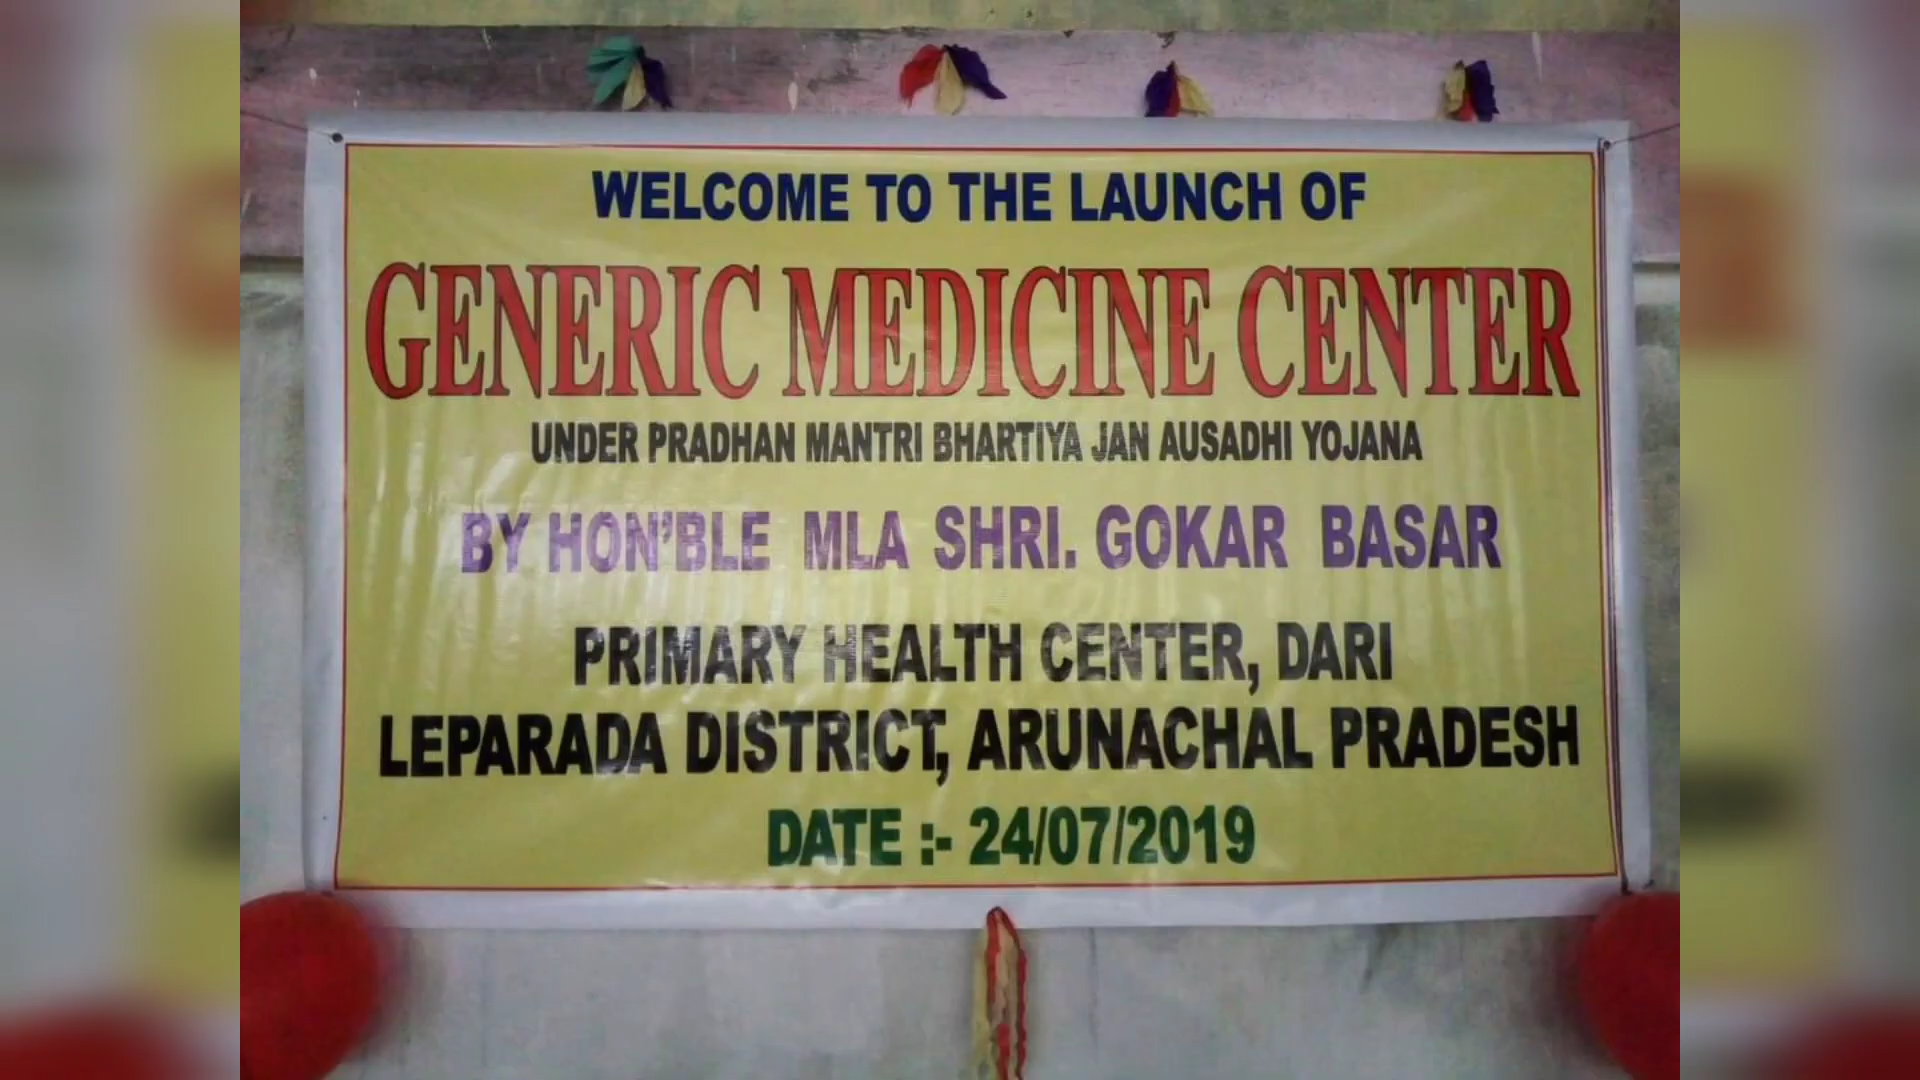 WELCOME TO THE LAUNCH OF
GENERIC MEDICINE CENTER
UNDER PRADHAN MANTRI BHARTIYA JAN AUSADHI YOJANA
BY HON'BLE MLA SHRI. GOKAR BASAR
PRIMARY HEALTH CENTER, DARI
LEPARADA DISTRICT, ARUNACHAL PRADESH
DATE :- 24/07/2019